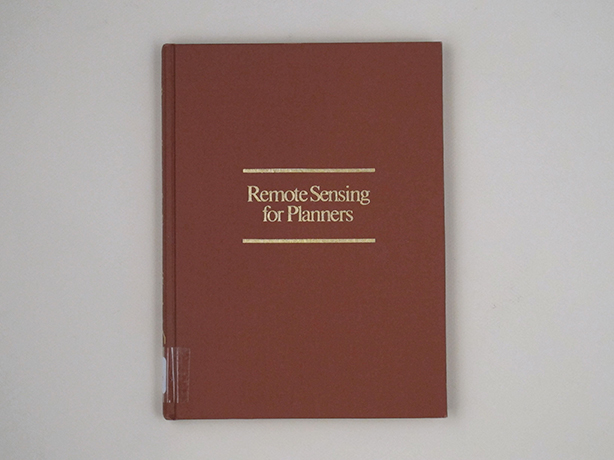 Remote Sensing
for Planners